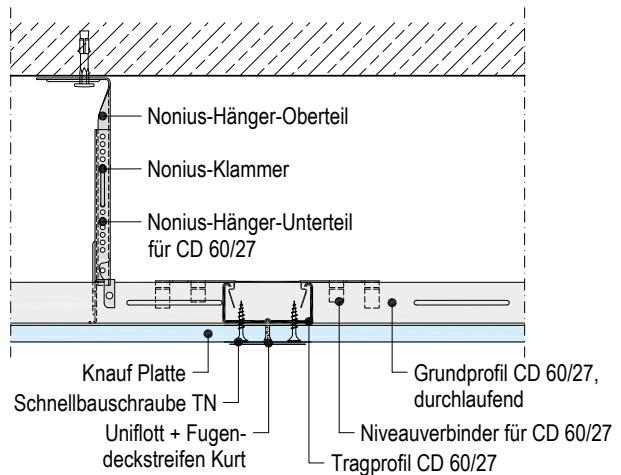 Nonius-Hänger-Oberteil
Nonius-Klammer
Nonius-Hänger-Unterteil
für CD 60/27
Knauf Platte
Schnellbauschraube TN
Uniflott + Fugen-
deckstreifen Kurt
Grundprofil CD 60/27,
durchlaufend
Niveauverbinder für CD 60/27
Tragprofil CD 60/27